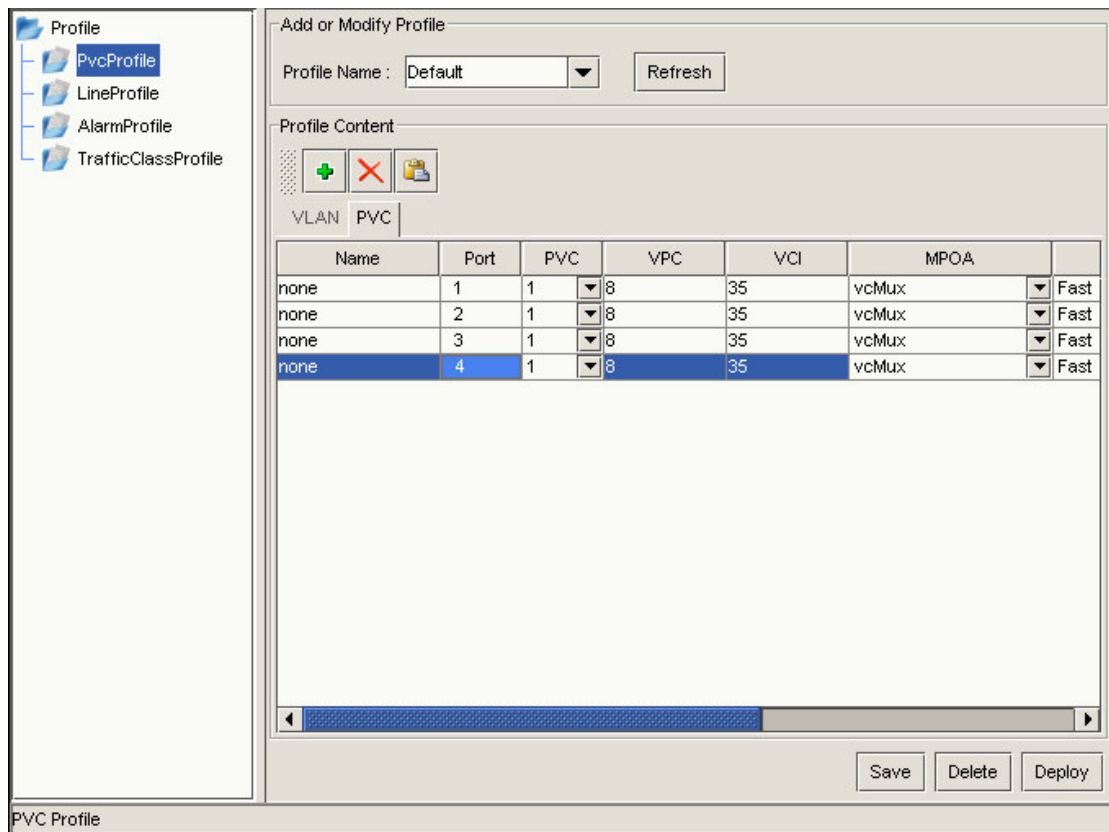 Profile
PvcProfile
LineProfile
AlarmProfile
TrafficClassProfile
Add or Modify Profile
Profile Name : Default Refresh
Profile Content
VLAN PVC
Name Port PVC VPC VCI MPOA
none 1 1 8 35 vcMux Fast
none 2 1 8 35 vcMux Fast
none 3 1 8 35 vcMux Fast
none 4 1 8 35 vcMux Fast
Save Delete Deploy
PVC Profile